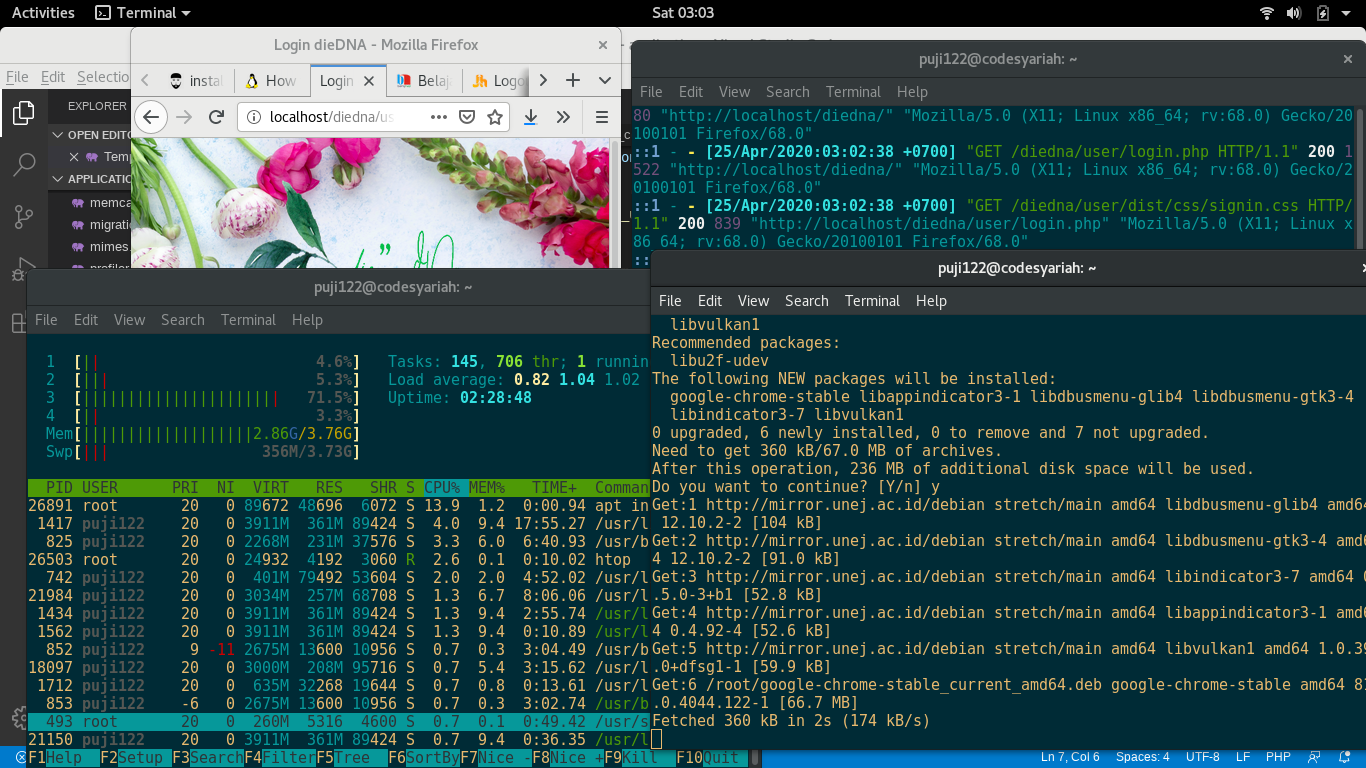 Activities Terminal Sat 03:03
Login dieDNA - Mozilla Firefox
instal How Login Belaja Logo
localhost/diedna/us
File Edit Selectio
EXPLORER
OPEN EDITO
Temp
APPLICATION
memca
migratio
mimes.
profiler
puji122@codesyariah: ~
File Edit View Search Terminal Help
80 "http://localhost/diedna/" "Mozilla/5.0 (X11; Linux x86_64; rv:68.0) Gecko/20
100101 Firefox/68.0"
::1 - - [25/Apr/2020:03:02:38 +0700] "GET /diedna/user/login.php HTTP/1.1" 200 1
522 "http://localhost/diedna/" "Mozilla/5.0 (X11; Linux x86_64; rv:68.0) Gecko/2
0100101 Firefox/68.0"
::1 - - [25/Apr/2020:03:02:38 +0700] "GET /diedna/user/dist/css/signin.css HTTP/
1.1" 200 839 "http://localhost/diedna/user/login.php" "Mozilla/5.0 (X11; Linux x
86_64; rv:68.0) Gecko/20100101 Firefox/68.0"
::
puji122@codesyariah: ~
File Edit View Search Terminal Help
1 [|| 4.6%] Tasks: 145, 706 thr; 1 runnin
2 [||| 5.3%] Load average: 0.82 1.04 1.02
3 [|||||||||||||||||||||| 71.5%] Uptime: 02:28:48
4 [|| 3.3%]
Mem[|||||||||||||||||||2.86G/3.76G]
Swp[||| 356M/3.73G]
PID USER PRI NI VIRT RES SHR S CPU% MEM% TIME+ Comman
26891 root 20 0 89672 48696 6072 S 13.9 1.2 0:00.94 apt in
1417 puji122 20 0 3911M 361M 89424 S 4.0 9.4 17:55.27 /usr/l
825 puji122 20 0 2268M 231M 37576 S 3.3 6.0 6:40.93 /usr/b
26503 root 20 0 24932 4192 3060 R 2.6 0.1 0:10.02 htop
742 puji122 20 0 401M 79492 53604 S 2.0 2.0 4:52.02 /usr/l
21984 puji122 20 0 3034M 257M 68708 S 1.3 6.7 8:06.06 /usr/l
1434 puji122 20 0 3911M 361M 89424 S 1.3 9.4 2:55.74 /usr/l
1562 puji122 20 0 3911M 361M 89424 S 1.3 9.4 0:10.89 /usr/l
852 puji122 9 -11 2675M 13600 10956 S 0.7 0.3 3:04.49 /usr/b
18097 puji122 20 0 3000M 208M 95716 S 0.7 5.4 3:15.62 /usr/l
1712 puji122 20 0 635M 32268 19644 S 0.7 0.8 0:13.61 /usr/l
853 puji122 -6 0 2675M 13600 10956 S 0.7 0.3 3:02.74 /usr/b
493 root 20 0 260M 5316 4600 S 0.7 0.1 0:49.42 /usr/s
21150 puji122 20 0 3911M 361M 89424 S 0.7 9.4 0:36.35 /usr/l
F1Help F2Setup F3SearchF4FilterF5Tree F6SortByF7Nice -F8Nice +F9Kill F10Quit
puji122@codesyariah: ~
File Edit View Search Terminal Help
libvulkan1
Recommended packages:
libu2f-udev
The following NEW packages will be installed:
google-chrome-stable libappindicator3-1 libdbusmenu-glib4 libdbusmenu-gtk3-4
libindicator3-7 libvulkan1
0 upgraded, 6 newly installed, 0 to remove and 7 not upgraded.
Need to get 360 kB/67.0 MB of archives.
After this operation, 236 MB of additional disk space will be used.
Do you want to continue? [Y/n] y
Get:1 http://mirror.unej.ac.id/debian stretch/main amd64 libdbusmenu-glib4 amd64
12.10.2-2 [104 kB]
Get:2 http://mirror.unej.ac.id/debian stretch/main amd64 libdbusmenu-gtk3-4 amd6
4 12.10.2-2 [91.0 kB]
Get:3 http://mirror.unej.ac.id/debian stretch/main amd64 libindicator3-7 amd64 0
.5.0-3+b1 [52.8 kB]
Get:4 http://mirror.unej.ac.id/debian stretch/main amd64 libappindicator3-1 amd6
4 0.4.92-4 [52.6 kB]
Get:5 http://mirror.unej.ac.id/debian stretch/main amd64 libvulkan1 amd64 1.0.39
.0+dfsg1-1 [59.9 kB]
Get:6 /root/google-chrome-stable_current_amd64.deb google-chrome-stable amd64 81
.0.4044.122-1 [66.7 MB]
Fetched 360 kB in 2s (174 kB/s)
Ln 7, Col 6 Spaces: 4 UTF-8 LF PHP